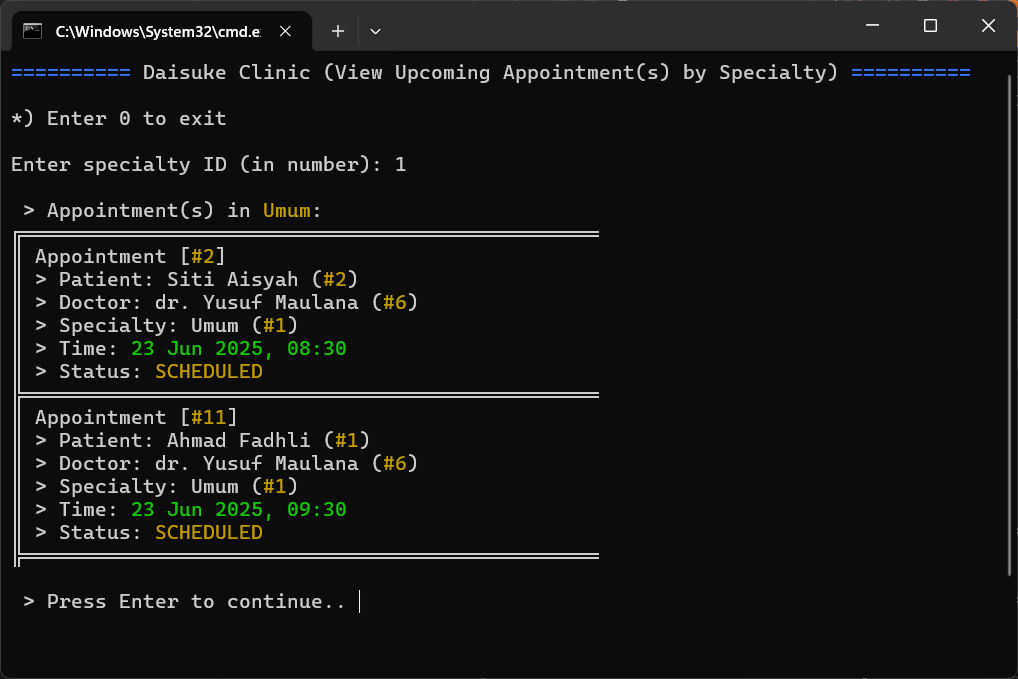 C:\Windows\System32\cmd.e
========== Daisuke Clinic (View Upcoming Appointment(s) by Specialty) ==========
*) Enter 0 to exit
Enter specialty ID (in number): 1
> Appointment(s) in Umum:
Appointment [#2]
> Patient: Siti Aisyah (#2)
> Doctor: dr. Yusuf Maulana (#6)
> Specialty: Umum (#1)
> Time: 23 Jun 2025, 08:30
> Status: SCHEDULED
Appointment [#11]
> Patient: Ahmad Fadhli (#1)
> Doctor: dr. Yusuf Maulana (#6)
> Specialty: Umum (#1)
> Time: 23 Jun 2025, 09:30
> Status: SCHEDULED
> Press Enter to continue..